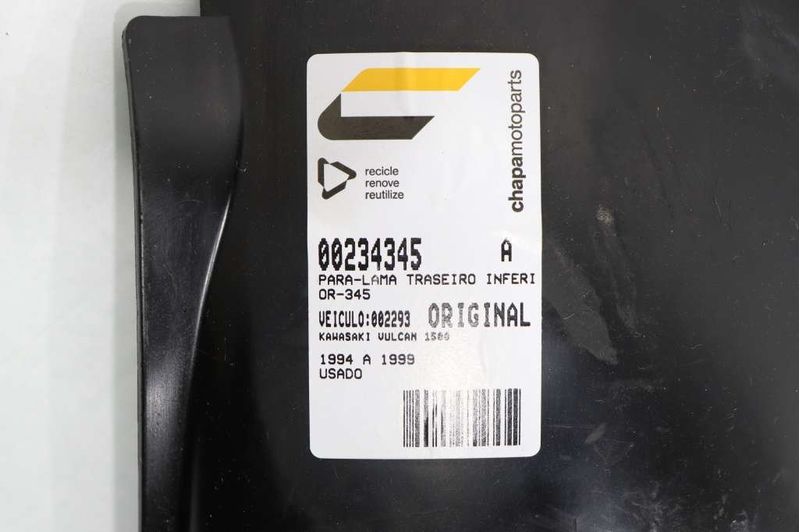 chapamotoparts
recicle
renove
reutilize
00234345 A
PARA-LAMA TRASEIRO INFERI
OR-345
VEICULO:002293 ORIGINAL
KAWASAKI VULCAN 1500
1994 A 1999
USADO